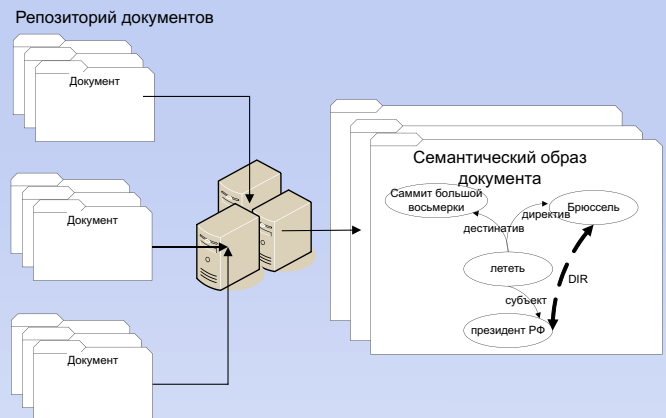 Репозиторий документов
Документ
Документ
Документ
Семантический образ
документа
Саммит большой
восьмерки
Брюссель
директив
дестинатив
лететь
DIR
субъект
президент РФ